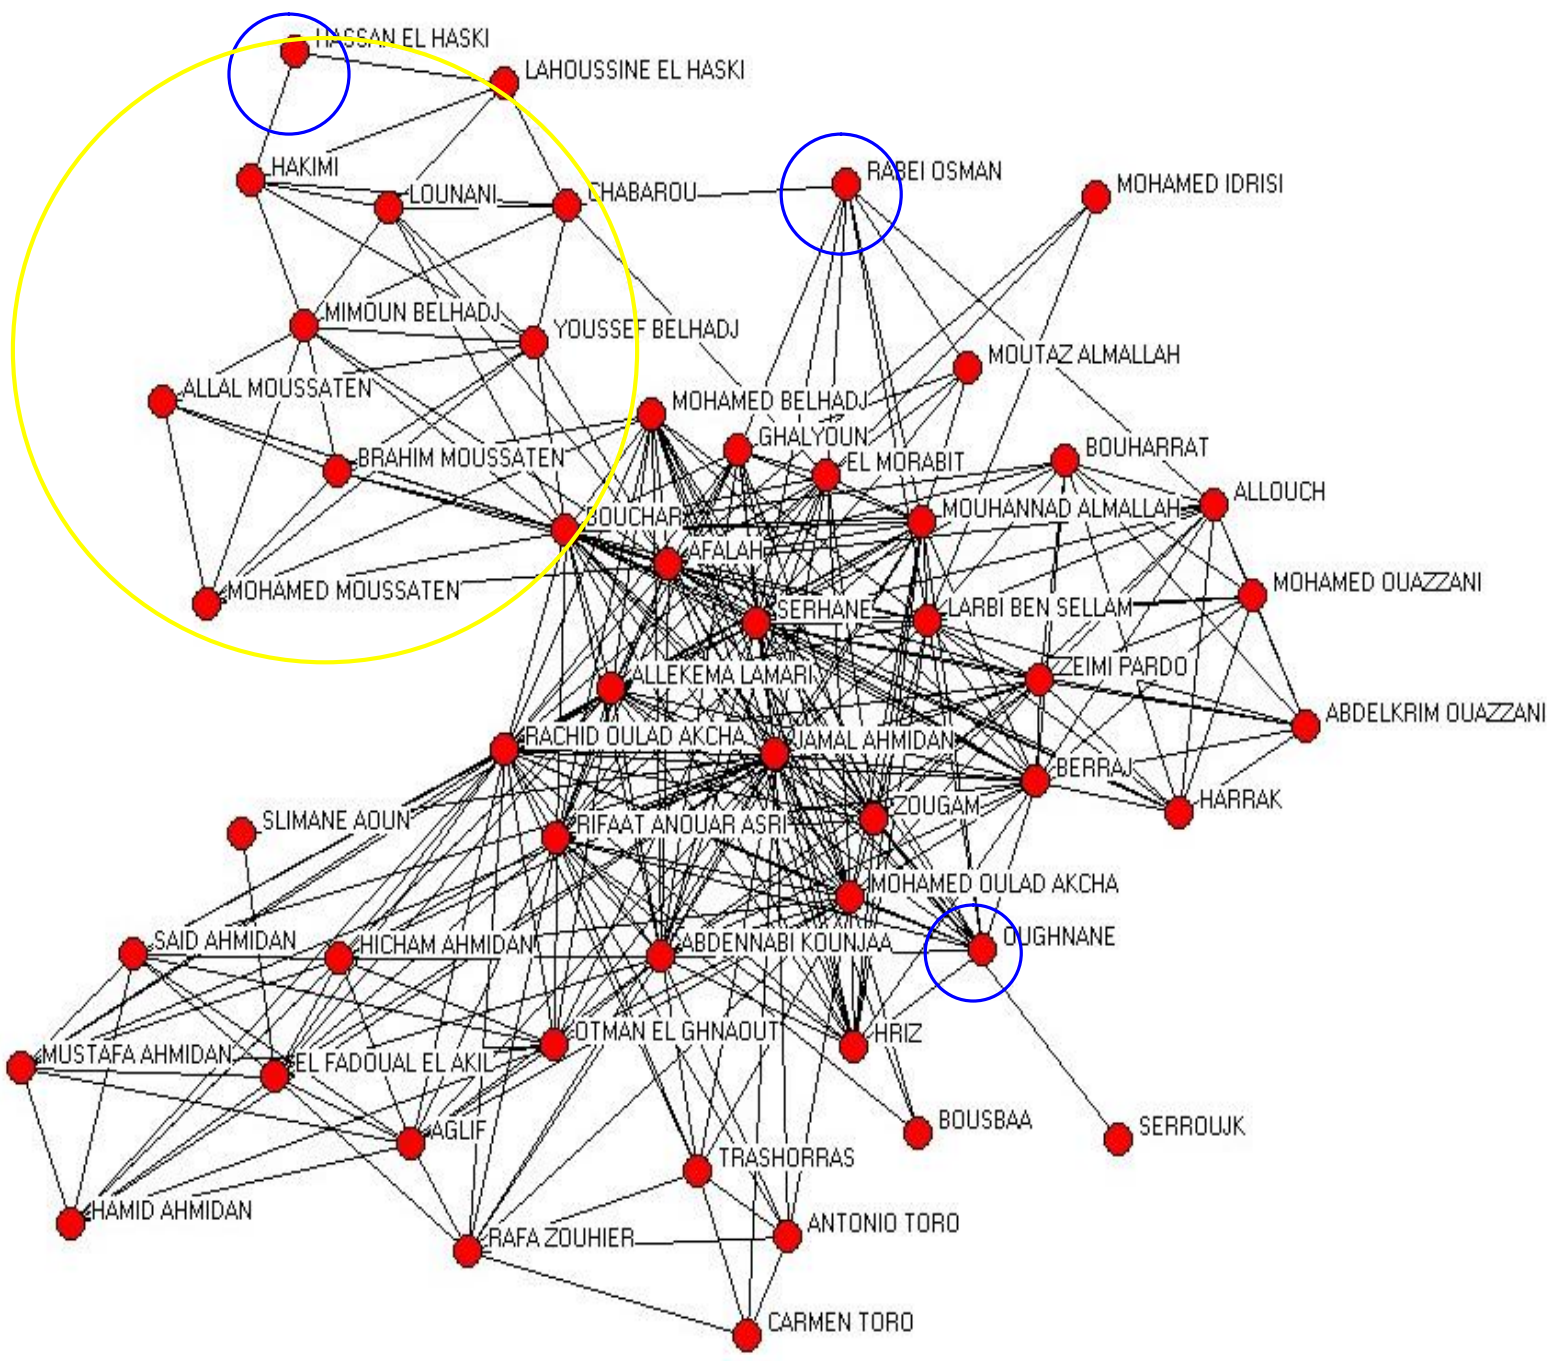 HASSAN EL HASKI
LAHOUSSINE EL HASKI
HAKIMI
RABEI OSMAN
MOHAMED IDRISI
LOUNANI
CHABAROU
MIMOUN BELHADJ
YOUSSEF BELHADJ
MOUTAZ ALMALLAH
ALLAL MOUSSATEN
MOHAMED BELHADJ
GHALYOUN
BOUHARRAT
BRAHIM MOUSSATEN
EL MORABIT
ALLOUCH
BOUCHAR
MOUHANNAD ALMALLAH
AFALAH
MOHAMED OUAZZANI
MOHAMED MOUSSATEN
SERHANE
LARBI BEN SELLAM
ZEIMI PARDO
ALLEKEMA LAMARI
ABDELKRIM OUAZZANI
RACHID OULAD AKCHA
JAMAL AHMIDAN
BERRAJ
HARRAK
ZOUGAM
SLIMANE AOUN
RIFAAT ANOUAR ASRI
MOHAMED OULAD AKCHA
SAID AHMIDAN
HICHAM AHMIDAN
ABDENNABI KOUNJAA
OUGHNANE
OTMAN EL GHNAOUT
HRIZ
MUSTAFA AHMIDAN
EL FADOUAL EL AKIL
BOUSBAA
SERROUJK
AGLIF
TRASHORRAS
HAMID AHMIDAN
ANTONIO TORO
RAFA ZOUHIER
CARMEN TORO